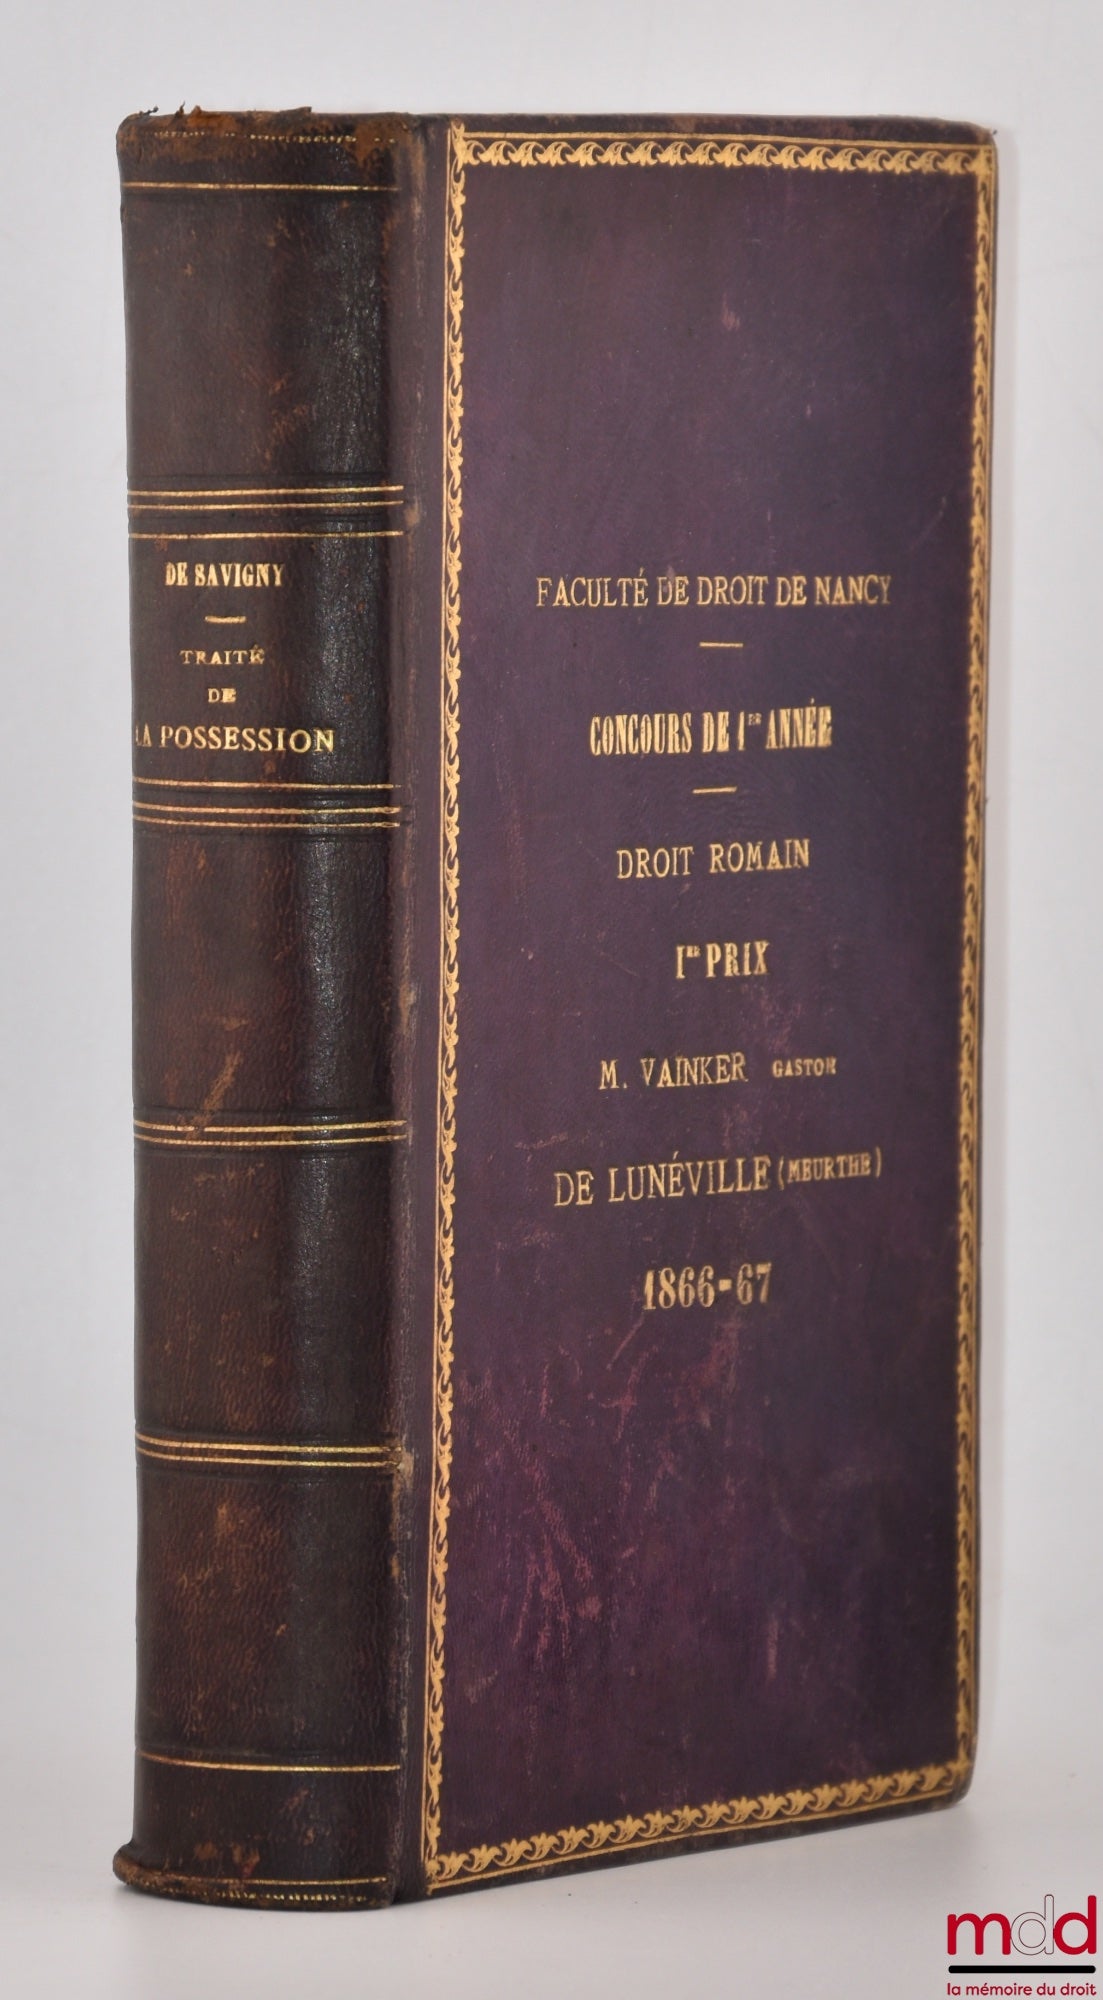 DE SAVIGNY
TRAITÉ
DE
LA POSSESSION
FACULTÉ DE DROIT DE NANCY
CONCOURS DE 1RE ANNÉE
DROIT ROMAIN
1ER PRIX
M. VAINKER GASTON
DE LUNÉVILLE (MEURTHE)
1866-67
mdd
la mémoire du droit